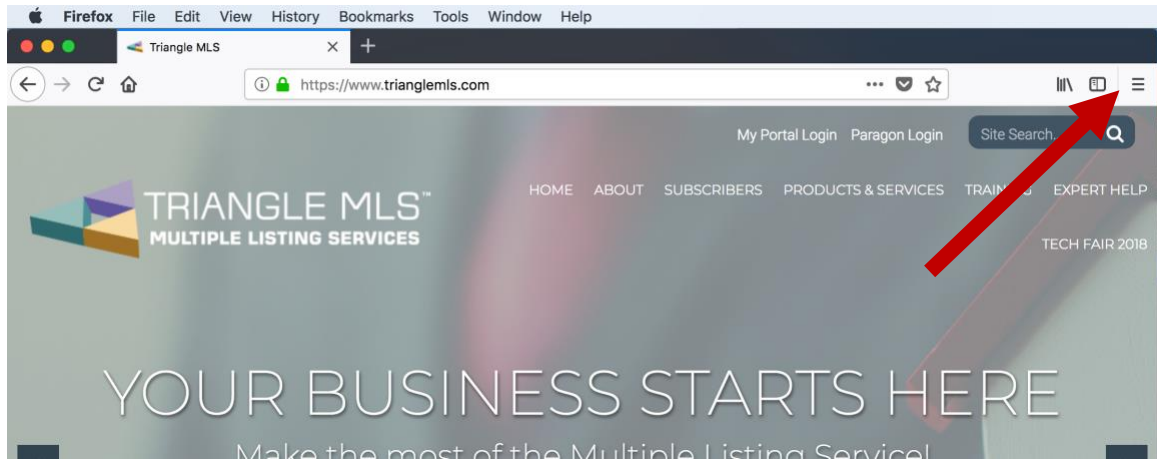 Firefox File Edit View History Bookmarks Tools Window Help
Triangle MLS
https://www.trianglemls.com
My Portal Login Paragon Login Site Search.
TRIANGLE MLS™
MULTIPLE LISTING SERVICES
HOME ABOUT SUBSCRIBERS PRODUCTS & SERVICES EXPERT HELP
TECH FAIR 2018
YOUR BUSINESS STARTS HERE
Make the most of the Multiple Listing Service!